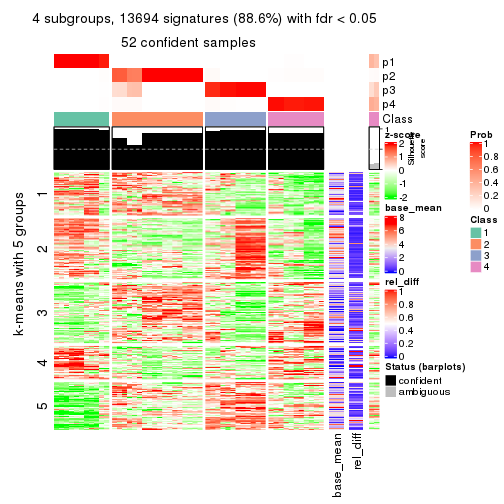 4 subgroups, 13694 signatures (88.6%) with fdr < 0.05
52 confident samples
p1
p2
p3
p4
Class
1
Silhouette
score
k-means with 5 groups
1
2
3
4
5
base_mean
rel_diff
z-score
2
1
0
-1
-2
base_mean
8
6
4
2
0
rel_diff
1
0.8
0.6
0.4
0.2
0
Status (barplots)
confident
ambiguous
Prob
1
0.8
0.6
0.4
0.2
0
Class
1
2
3
4